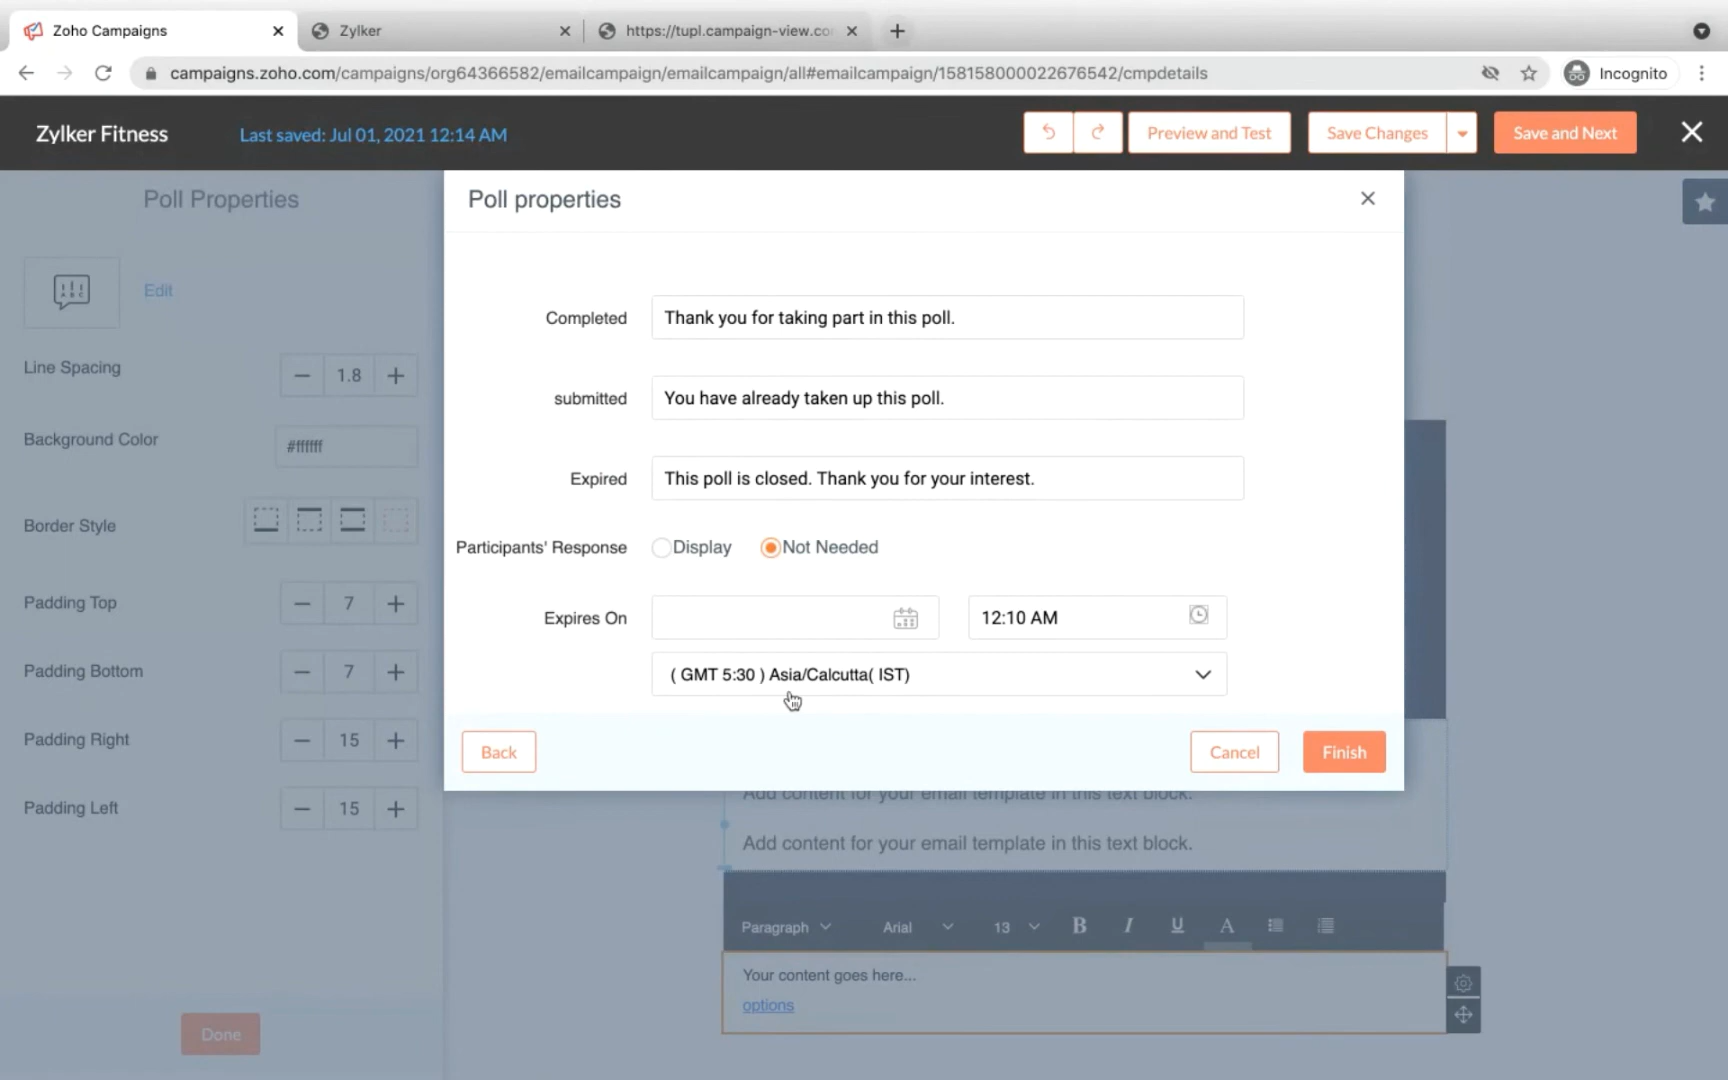 Zoho Campaigns
Zylker
https://tupl.campaign-view.co
campaigns.zoho.com/campaigns/org64366582/emailcampaign/emailcampaign/all#emailcampaign/158158000022676542/cmpdetails
Incognito
Zylker Fitness
Last saved: Jul 01, 2021 12:14 AM
Preview and Test
Save Changes
Save and Next
Poll Properties
Edit
Line Spacing
1.8
Background Color
#ffffff
Border Style
Padding Top
7
Padding Bottom
7
Padding Right
15
Padding Left
15
Done
Poll properties
Completed
Thank you for taking part in this poll.
submitted
You have already taken up this poll.
Expired
This poll is closed. Thank you for your interest.
Participants' Response
Display
Not Needed
Expires On
12:10 AM
( GMT 5:30 ) Asia/Calcutta( IST)
Back
Cancel
Finish
Add content for your email template in this text block.
Add content for your email template in this text block.
Paragraph
Arial
13
B
I
U
A
Your content goes here...
options